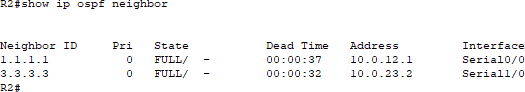 R2#show ip ospf neighbor
Neighbor ID     Pri   State           Dead Time   Address         Interface
1.1.1.1           0   FULL/  -        00:00:37    10.0.12.1       Serial0/0
3.3.3.3           0   FULL/  -        00:00:32    10.0.23.2       Serial1/0
R2#